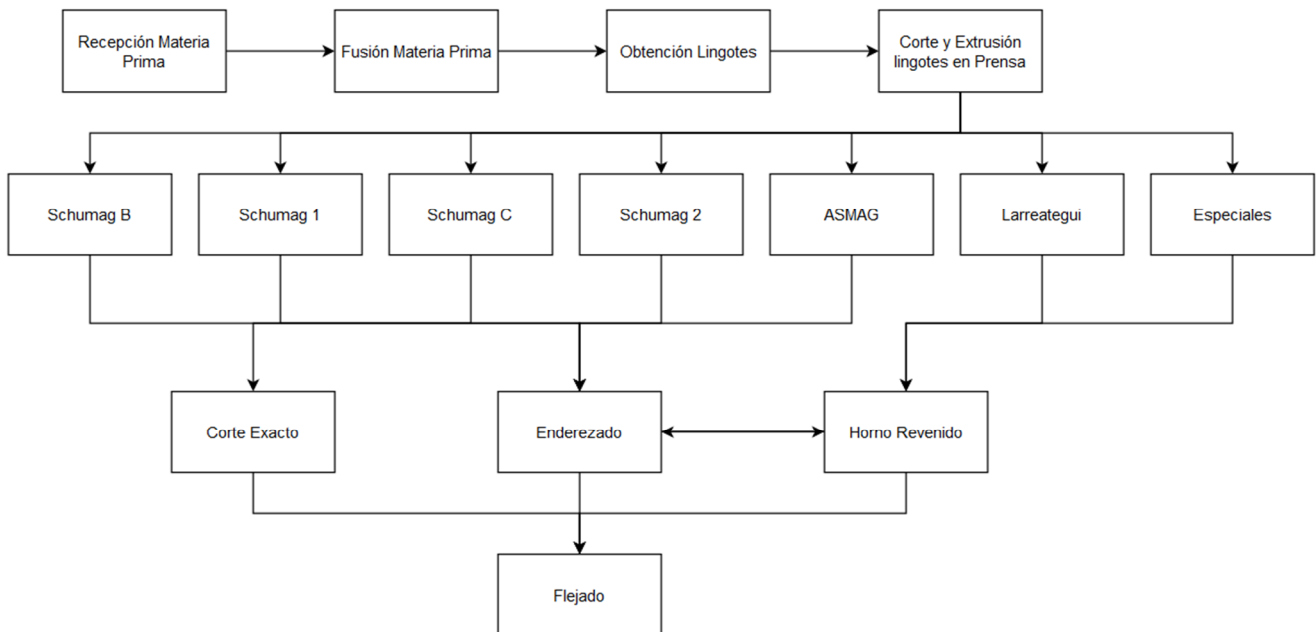 Recepción Materia
Prima
Fusión Materia Prima
Obtención Lingotes
Corte y Extrusión
lingotes en Prensa
Schumag B
Schumag 1
Schumag C
Schumag 2
ASMAG
Larreategui
Especiales
Corte Exacto
Enderezado
Horno Revenido
Flejado